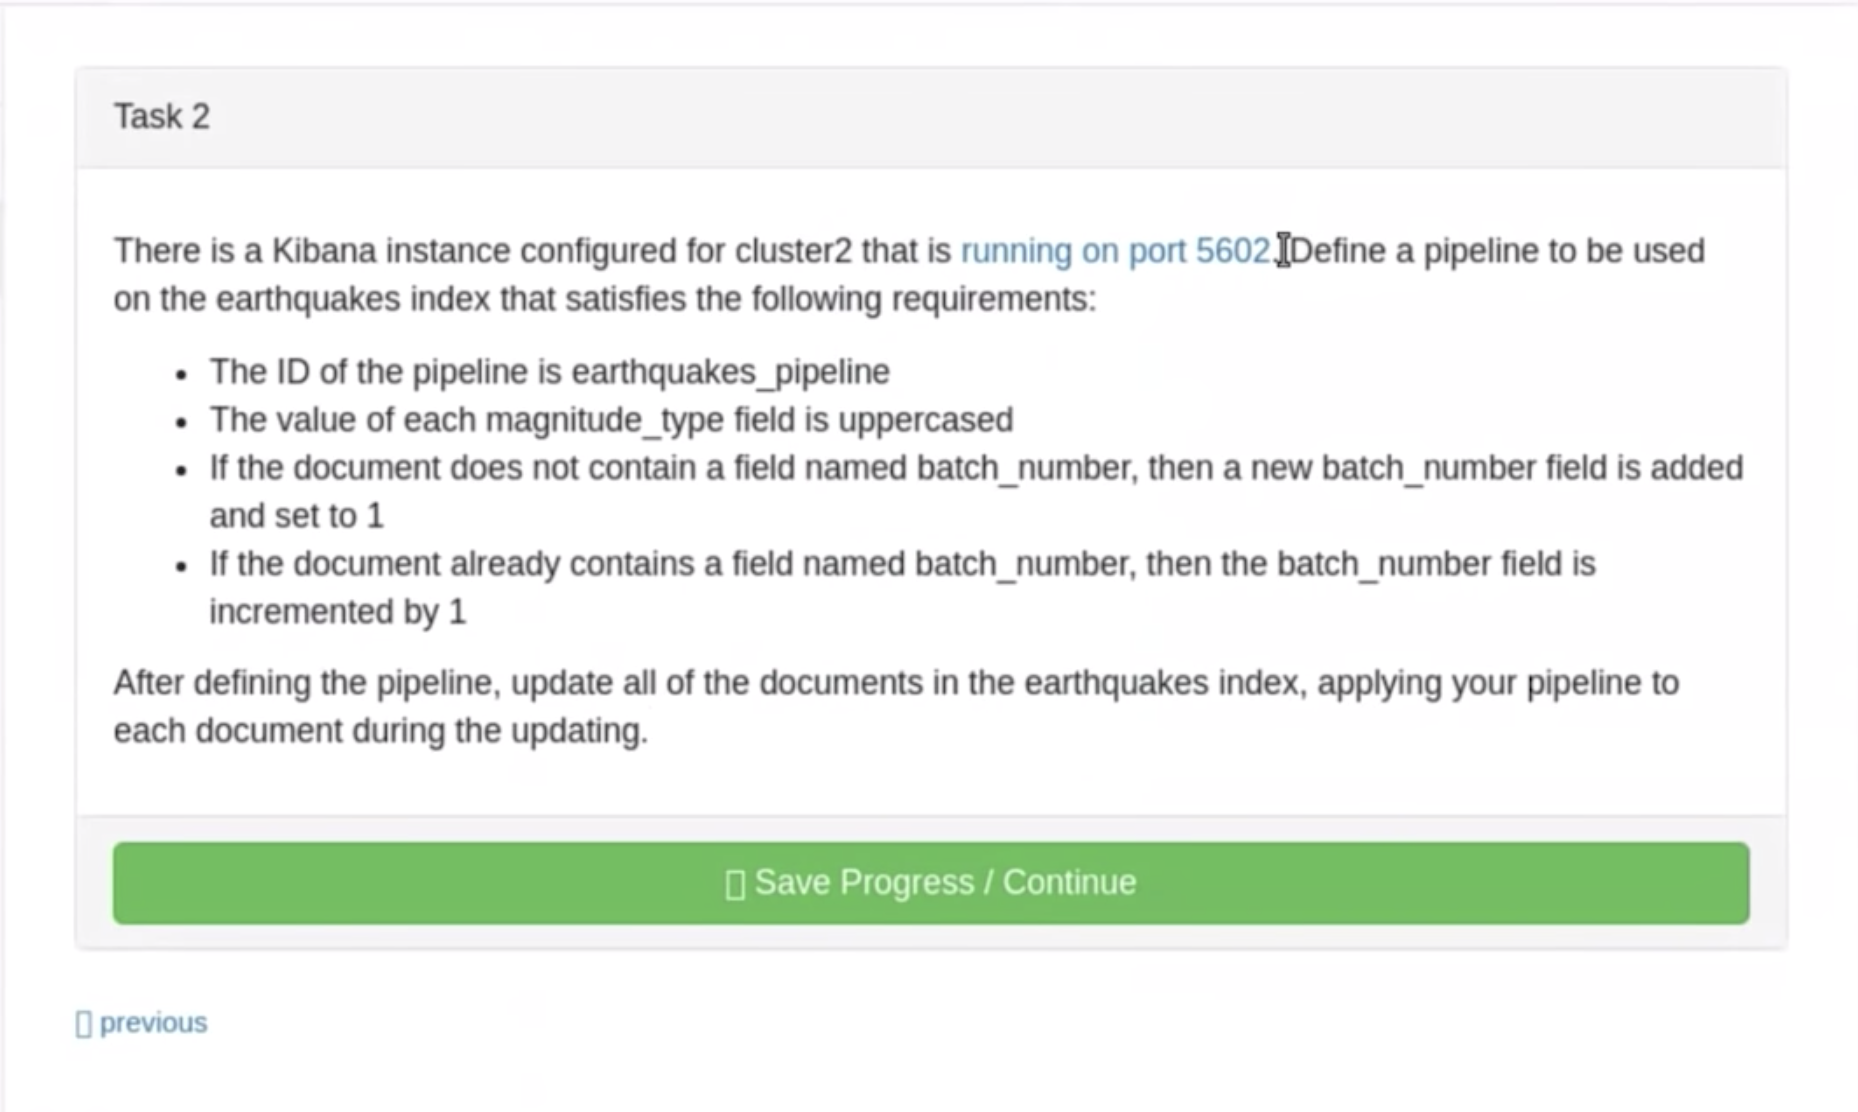 Task 2
There is a Kibana instance configured for cluster2 that is running on port 5602. Define a pipeline to be used
on the earthquakes index that satisfies the following requirements:
• The ID of the pipeline is earthquakes_pipeline
• The value of each magnitude_type field is uppercased
• If the document does not contain a field named batch_number, then a new batch_number field is added
and set to 1
• If the document already contains a field named batch_number, then the batch_number field is
incremented by 1
After defining the pipeline, update all of the documents in the earthquakes index, applying your pipeline to
each document during the updating.
Save Progress / Continue
previous